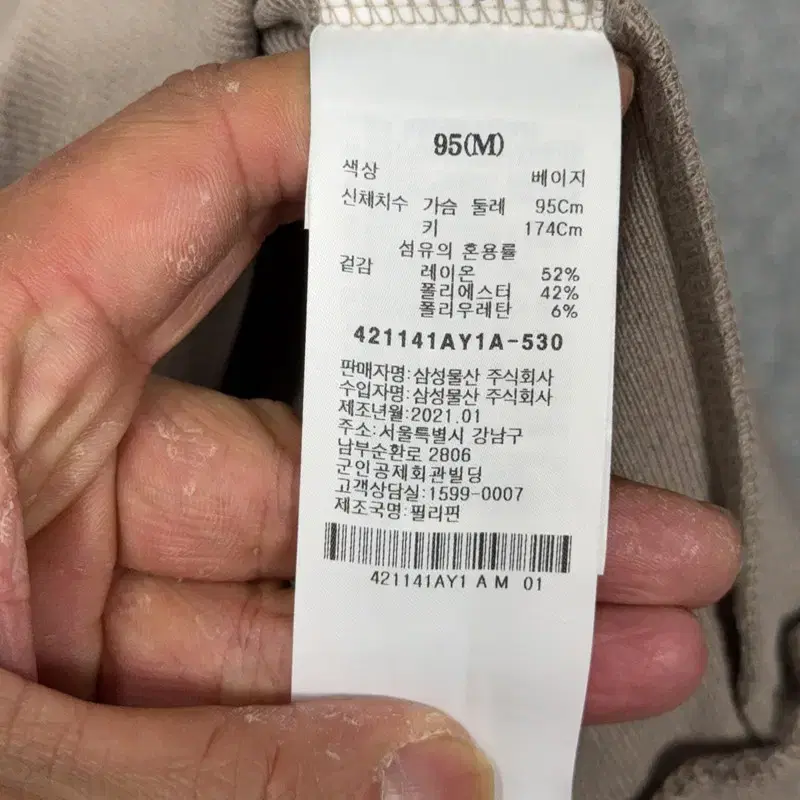 95(M)
색상 베이지
신체치수 가슴 둘레 95Cm
키 174Cm
섬유의 혼용률
겉감 레이온 52%
폴리에스터 42%
폴리우레탄 6%
421141AY1A-530
판매자명:삼성물산 주식회사
수입자명:삼성물산 주식회사
제조년월:2021.01
주소:서울특별시 강남구
남부순환로 2806
군인공제회관빌딩
고객상담실:1599-0007
제조국명:필리핀
421141AY1 A M 01